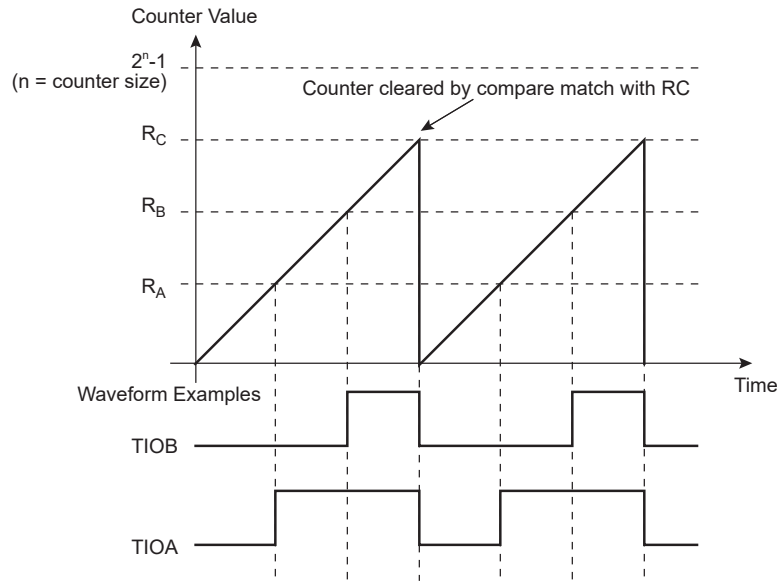 Counter Value
2ⁿ-1
(n = counter size)
Counter cleared by compare match with RC
R_C
R_B
R_A
Time
Waveform Examples
TIOB
TIOA